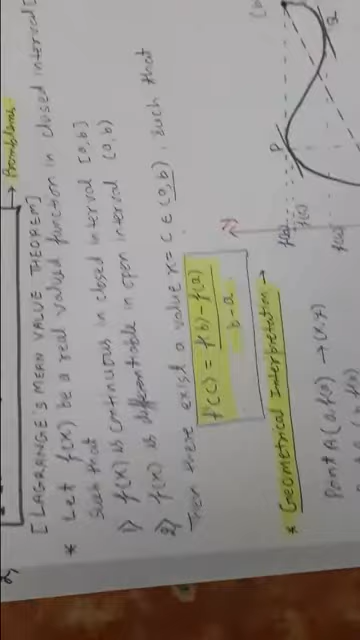 → Promblems
[LAGRANGE'S MEAN VALUE THEOREM]
* Let f(x) be a real valued function in closed interval [
such that
1) f(x) is continuous in closed interval [a,b]
2) f(x) is differentiable in open interval (a,b)
Then there exist a value x = c ∈ (a,b), such that
f'(c) = f(b) - f(a)
b - a
* Geometrical Interpretation →
Point A (a, f(a)) → (x, y)
f(b)
f(c)
f(a)
P